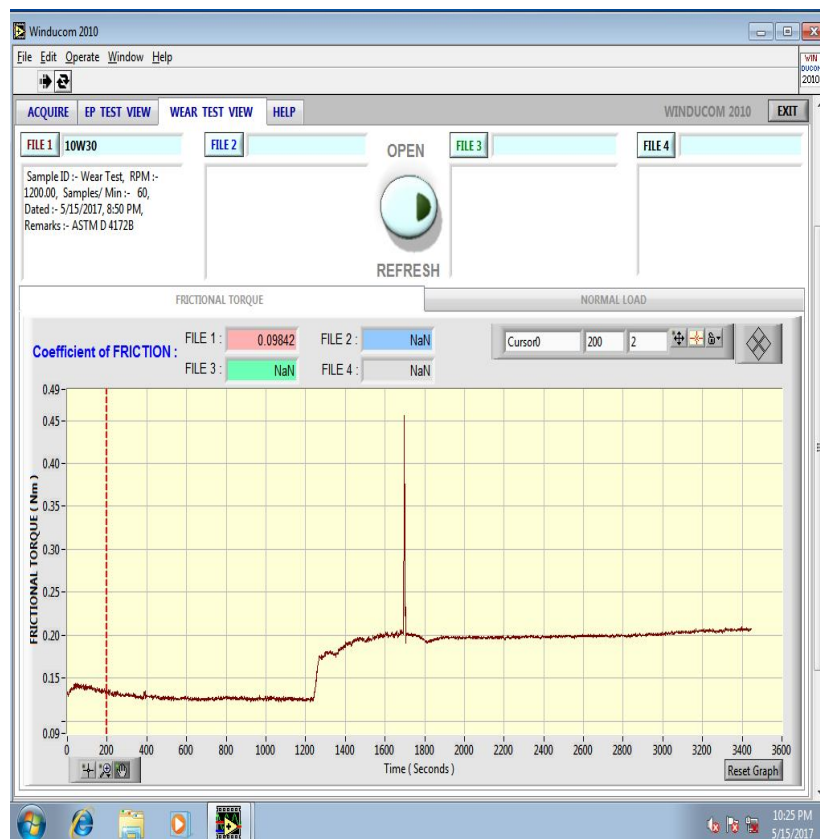 Winducom 2010
File Edit Operate Window Help
WIN
DUCOM
2010
ACQUIRE EP TEST VIEW WEAR TEST VIEW HELP WINDUCOM 2010 EXIT
FILE 1 10W30 FILE 2 OPEN FILE 3 FILE 4
Sample ID :- Wear Test, RPM :-
1200.00, Samples/ Min :- 60,
Dated :- 5/15/2017, 8:50 PM,
Remarks :- ASTM D 4172B
REFRESH
FRICTIONAL TORQUE NORMAL LOAD
Coefficient of FRICTION : FILE 1 : 0.09842 FILE 2 : NaN Cursor0 200 2
FILE 3 : NaN FILE 4 : NaN
FRICTIONAL TORQUE ( Nm )
0.49
0.45
0.40
0.35
0.30
0.25
0.20
0.15
0.09
0 200 400 600 800 1000 1200 1400 1600 1800 2000 2200 2400 2600 2800 3000 3200 3400 3600
Time ( Seconds )
Reset Graph
10:25 PM
5/15/2017